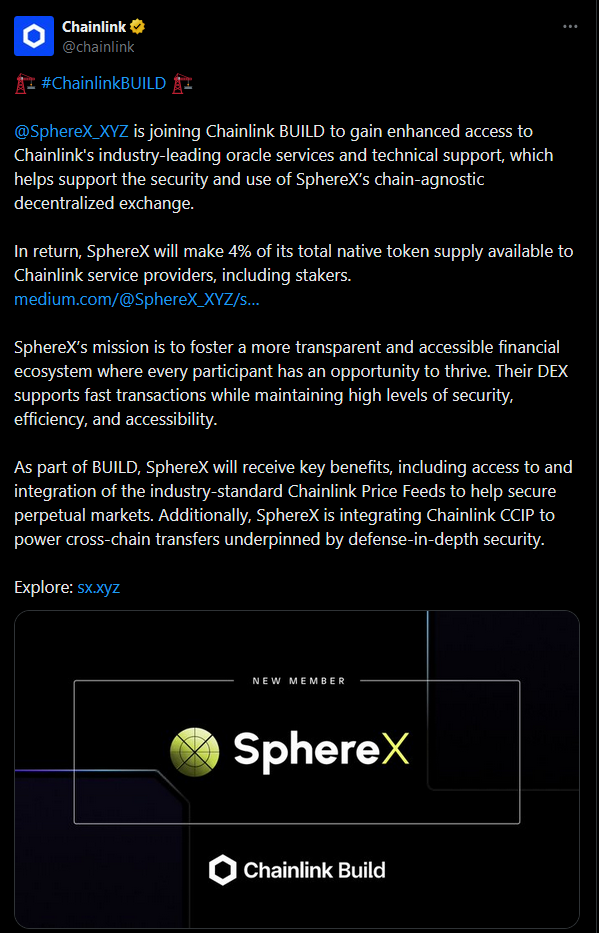 Chainlink
@chainlink
🏗️ #ChainlinkBUILD 🏗️
@SphereX_XYZ is joining Chainlink BUILD to gain enhanced access to
Chainlink's industry-leading oracle services and technical support, which
helps support the security and use of SphereX’s chain-agnostic
decentralized exchange.
In return, SphereX will make 4% of its total native token supply available to
Chainlink service providers, including stakers.
medium.com/@SphereX_XYZ/s...
SphereX’s mission is to foster a more transparent and accessible financial
ecosystem where every participant has an opportunity to thrive. Their DEX
supports fast transactions while maintaining high levels of security,
efficiency, and accessibility.
As part of BUILD, SphereX will receive key benefits, including access to and
integration of the industry-standard Chainlink Price Feeds to help secure
perpetual markets. Additionally, SphereX is integrating Chainlink CCIP to
power cross-chain transfers underpinned by defense-in-depth security.
Explore: sx.xyz
NEW MEMBER
SphereX
Chainlink Build